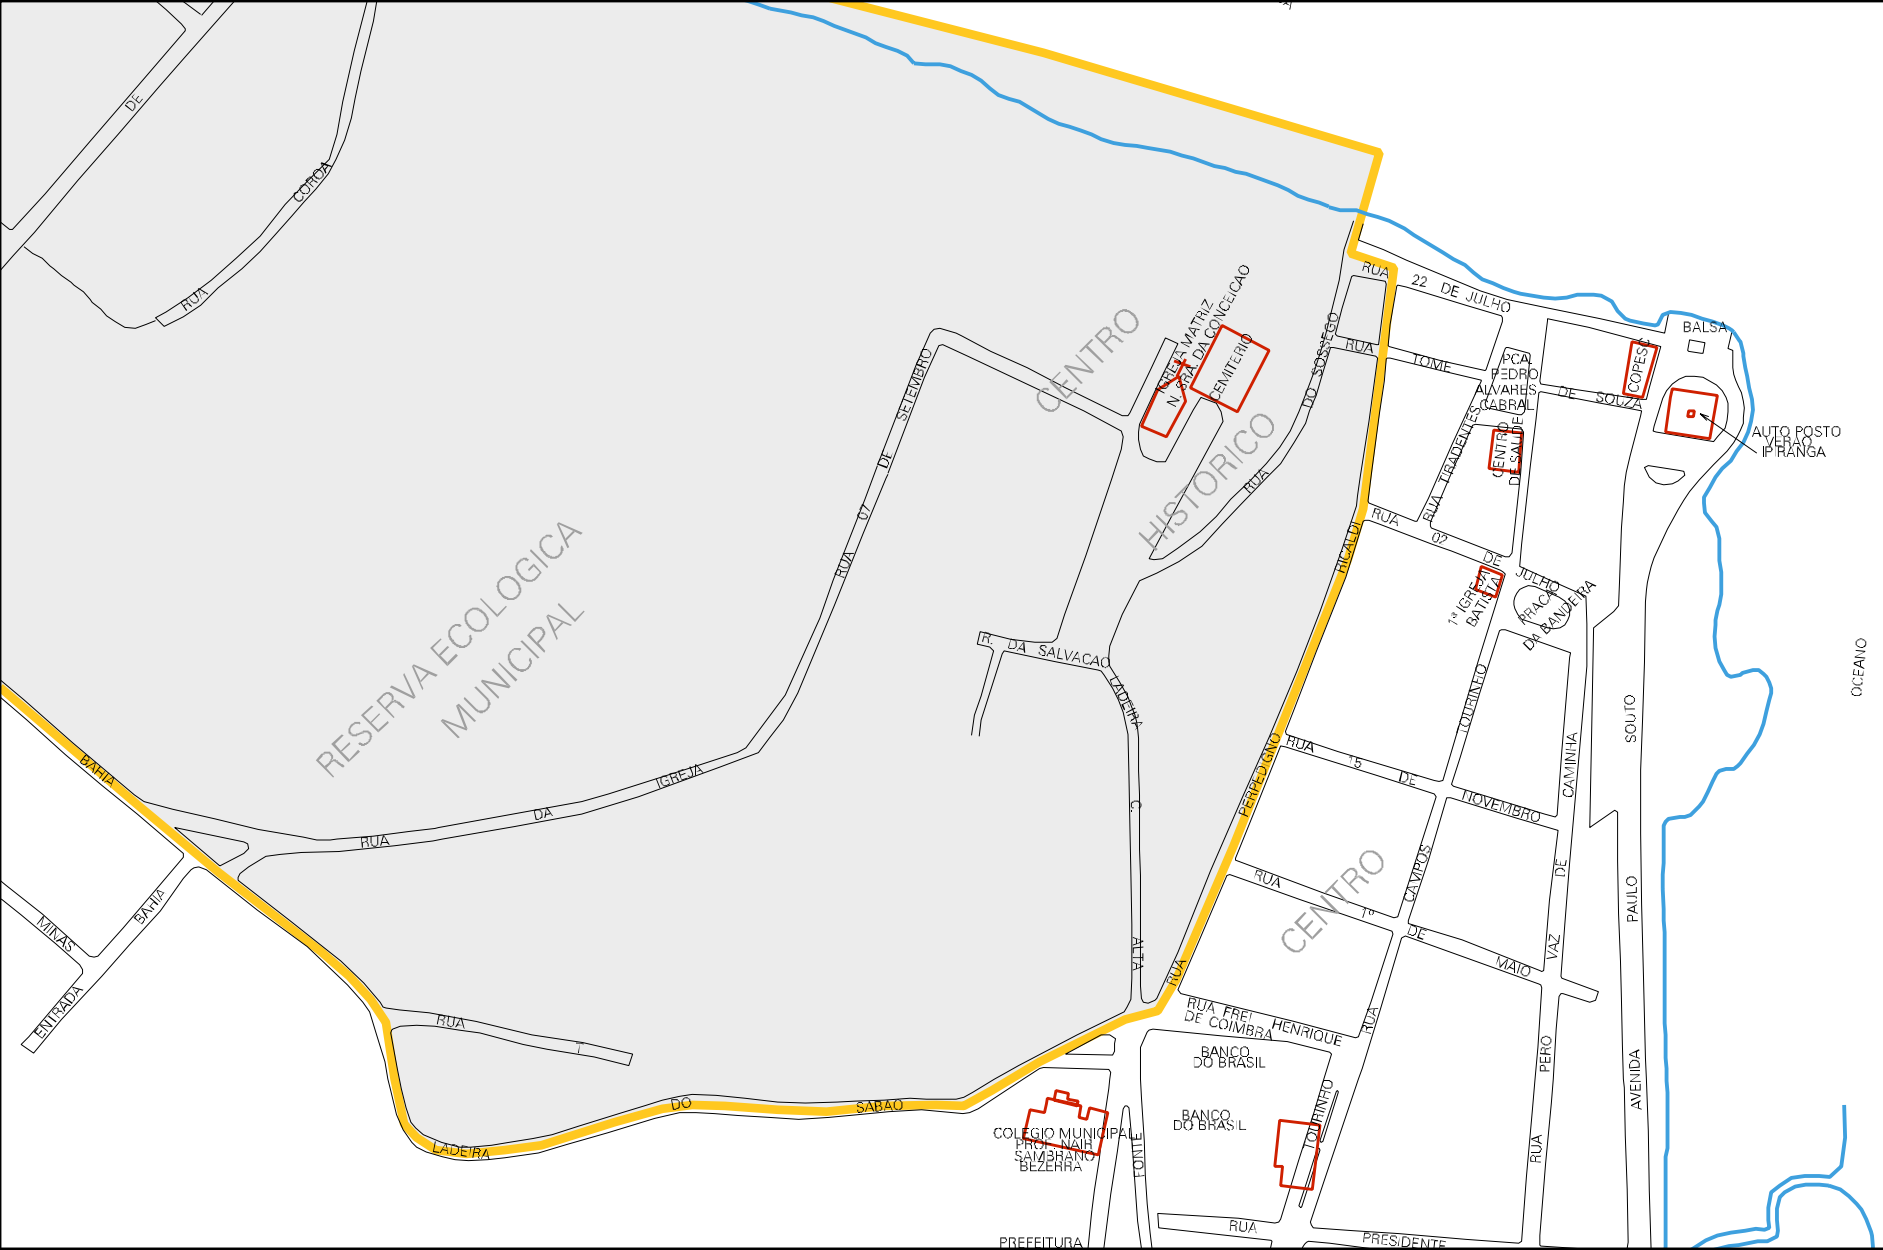 DE
COROA
RUA
RUA 22 DE JULHO
BALSA
CENTRO
HISTORICO
IGREJA MATRIZ
N. SRA. DA CONCEICAO
CEMITERIO
RUA DO SOSSEGO
RUA TOME DE SOUZA
PCA.
PEDRO
ALVARES
CABRAL
COPESC
AUTO POSTO
VERAO
IPIRANGA
CENTRO
DE SAUDE
RUA TIRADENTES
RUA 07 DE SETEMBRO
RUA 02 DE JULHO
1ª IGREJA
BATISTA
PRACA
DA BANDEIRA
RESERVA ECOLOGICA
MUNICIPAL
R. DA SALVACAO
LADEIRA C. ALTA
RUA PERPEDIGNO RICALDI
OCEANO
BAHIA
RUA DA IGREJA
RUA 15 DE NOVEMBRO
RUA 1º DE MAIO
CENTRO
RUA CAMPOS TOURINHO
RUA PERO VAZ DE CAMINHA
AVENIDA PAULO SOUTO
MINAS
ENTRADA BAHIA
RUA T
LADEIRA DO SABAO
RUA FREI HENRIQUE
DE COIMBRA
BANCO
DO BRASIL
BANCO
DO BRASIL
TOURINHO
COLEGIO MUNICIPAL
PROF. NAIR
SAMBRANO
BEZERRA
FONTE
PREFEITURA
RUA PRESIDENTE